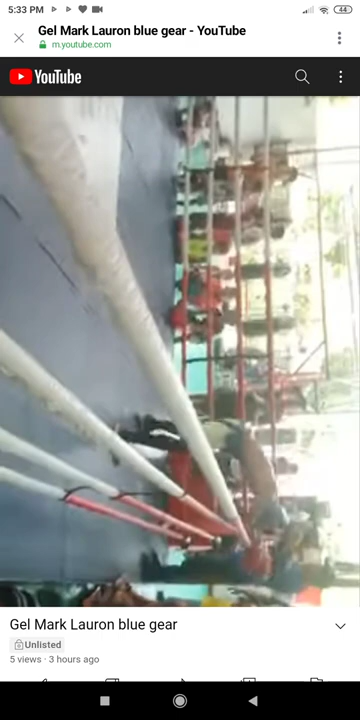 5:33 PM
44
Gel Mark Lauron blue gear - YouTube
m.youtube.com
YouTube
Gel Mark Lauron blue gear
Unlisted
5 views · 3 hours ago